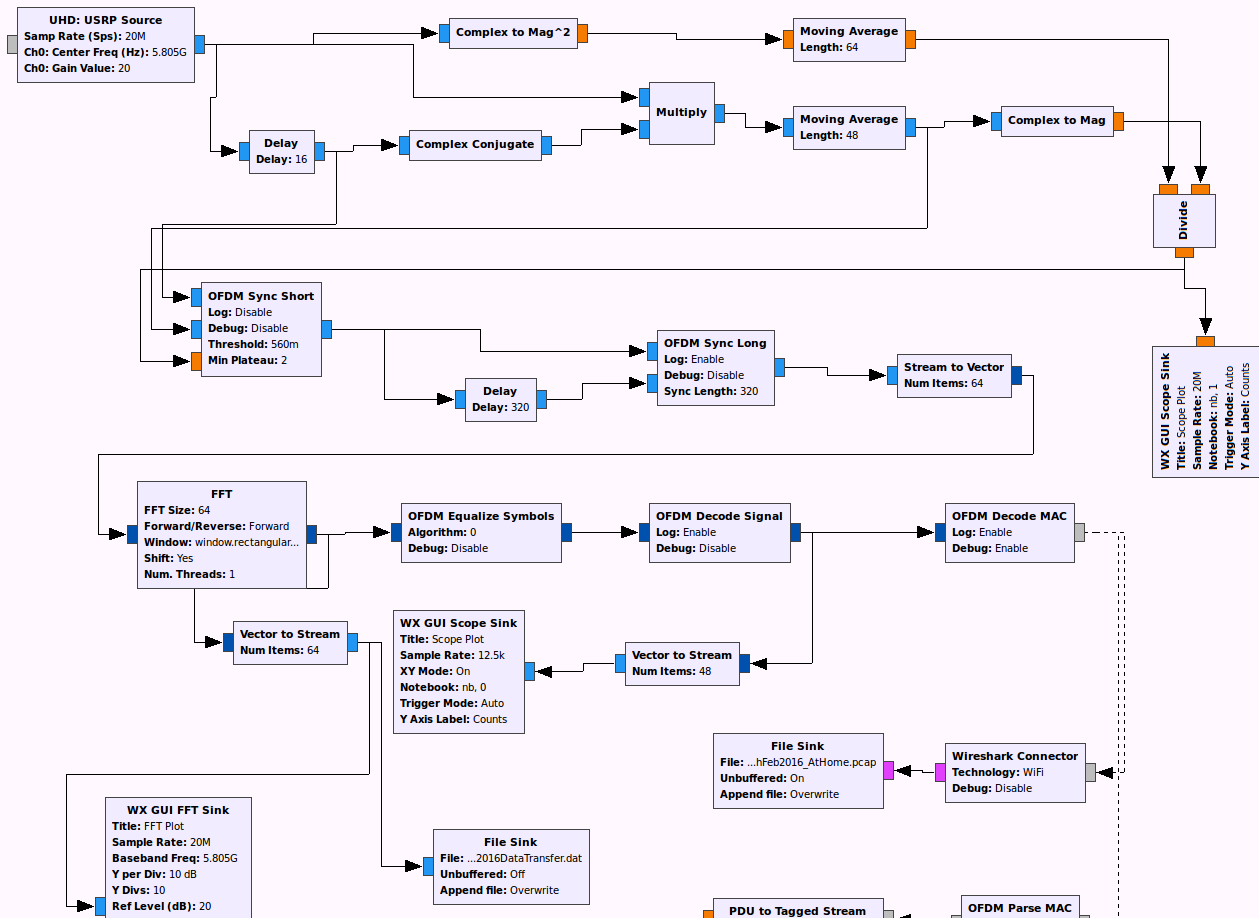 UHD: USRP Source
Samp Rate (Sps): 20M
Ch0: Center Freq (Hz): 5.805G
Ch0: Gain Value: 20
Complex to Mag^2
Moving Average
Length: 64
Delay
Delay: 16
Complex Conjugate
Multiply
Moving Average
Length: 48
Complex to Mag
Divide
OFDM Sync Short
Log: Disable
Debug: Disable
Threshold: 560m
Min Plateau: 2
Delay
Delay: 320
OFDM Sync Long
Log: Enable
Debug: Disable
Sync Length: 320
Stream to Vector
Num Items: 64
WX GUI Scope Sink
Title: Scope Plot
Sample Rate: 20M
Notebook: nb, 1
Trigger Mode: Auto
Y Axis Label: Counts
FFT
FFT Size: 64
Forward/Reverse: Forward
Window: window.rectangular...
Shift: Yes
Num. Threads: 1
OFDM Equalize Symbols
Algorithm: 0
Debug: Disable
OFDM Decode Signal
Log: Enable
Debug: Disable
OFDM Decode MAC
Log: Enable
Debug: Enable
Vector to Stream
Num Items: 64
WX GUI Scope Sink
Title: Scope Plot
Sample Rate: 12.5k
XY Mode: On
Notebook: nb, 0
Trigger Mode: Auto
Y Axis Label: Counts
Vector to Stream
Num Items: 48
File Sink
File: ...hFeb2016_AtHome.pcap
Unbuffered: On
Append file: Overwrite
Wireshark Connector
Technology: WiFi
Debug: Disable
WX GUI FFT Sink
Title: FFT Plot
Sample Rate: 20M
Baseband Freq: 5.805G
Y per Div: 10 dB
Y Divs: 10
Ref Level (dB): 20
File Sink
File: ...2016DataTransfer.dat
Unbuffered: Off
Append file: Overwrite
PDU to Tagged Stream
OFDM Parse MAC